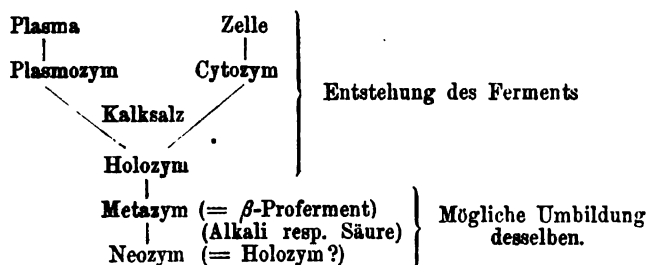 Plasma Zelle
Plasmozym Cytozym
Entstehung des Ferments
Kalksalz
Holozym
Metazym (= β-Proferment)
(Alkali resp. Säure)
Mögliche Umbildung
desselben.
Neozym (= Holozym?)